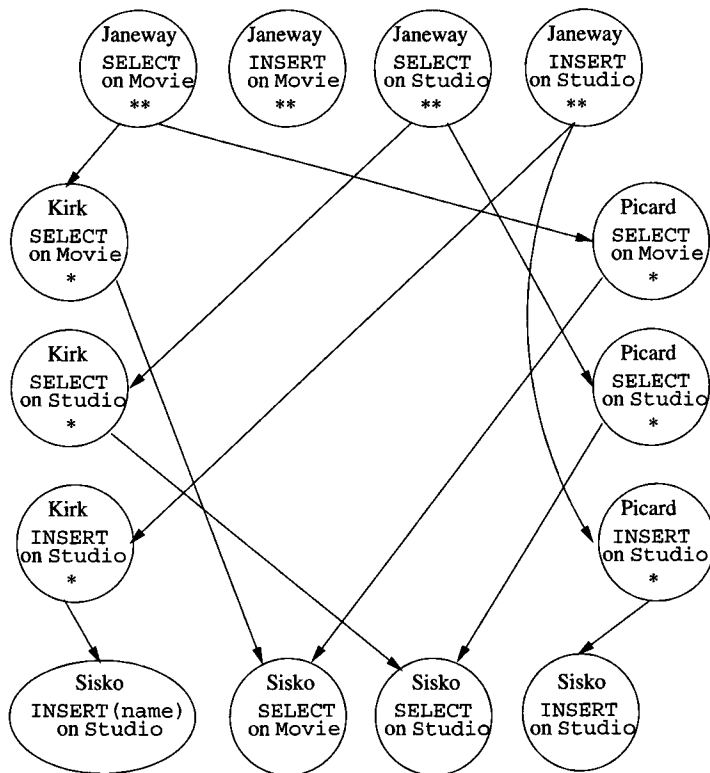 Janeway
SELECT
on Movie
**
Janeway
INSERT
on Movie
**
Janeway
SELECT
on Studio
**
Janeway
INSERT
on Studio
**
Kirk
SELECT
on Movie
*
Picard
SELECT
on Movie
*
Kirk
SELECT
on Studio
*
Picard
SELECT
on Studio
*
Kirk
INSERT
on Studio
*
Picard
INSERT
on Studio
*
Sisko
INSERT(name)
on Studio
Sisko
SELECT
on Movie
Sisko
SELECT
on Studio
Sisko
INSERT
on Studio